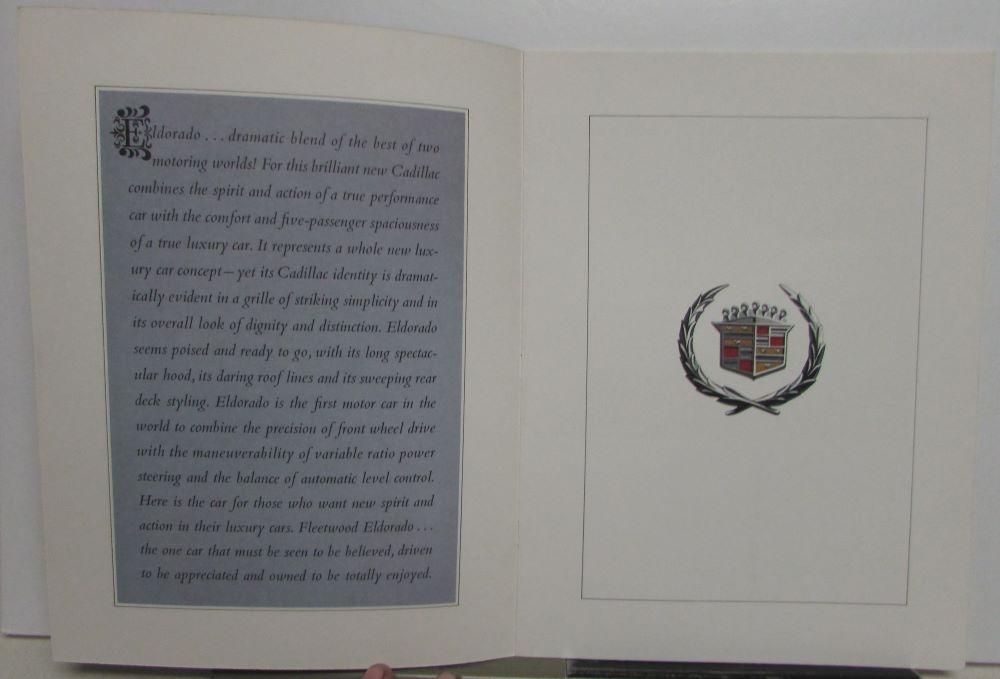 Eldorado . . . dramatic blend of the best of two
motoring worlds! For this brilliant new Cadillac
combines the spirit and action of a true performance
car with the comfort and five-passenger spaciousness
of a true luxury car. It represents a whole new lux-
ury car concept—yet its Cadillac identity is dramat-
ically evident in a grille of striking simplicity and in
its overall look of dignity and distinction. Eldorado
seems poised and ready to go, with its long spectac-
ular hood, its daring roof lines and its sweeping rear
deck styling. Eldorado is the first motor car in the
world to combine the precision of front wheel drive
with the maneuverability of variable ratio power
steering and the balance of automatic level control.
Here is the car for those who want new spirit and
action in their luxury cars. Fleetwood Eldorado . . .
the one car that must be seen to be believed, driven
to be appreciated and owned to be totally enjoyed.